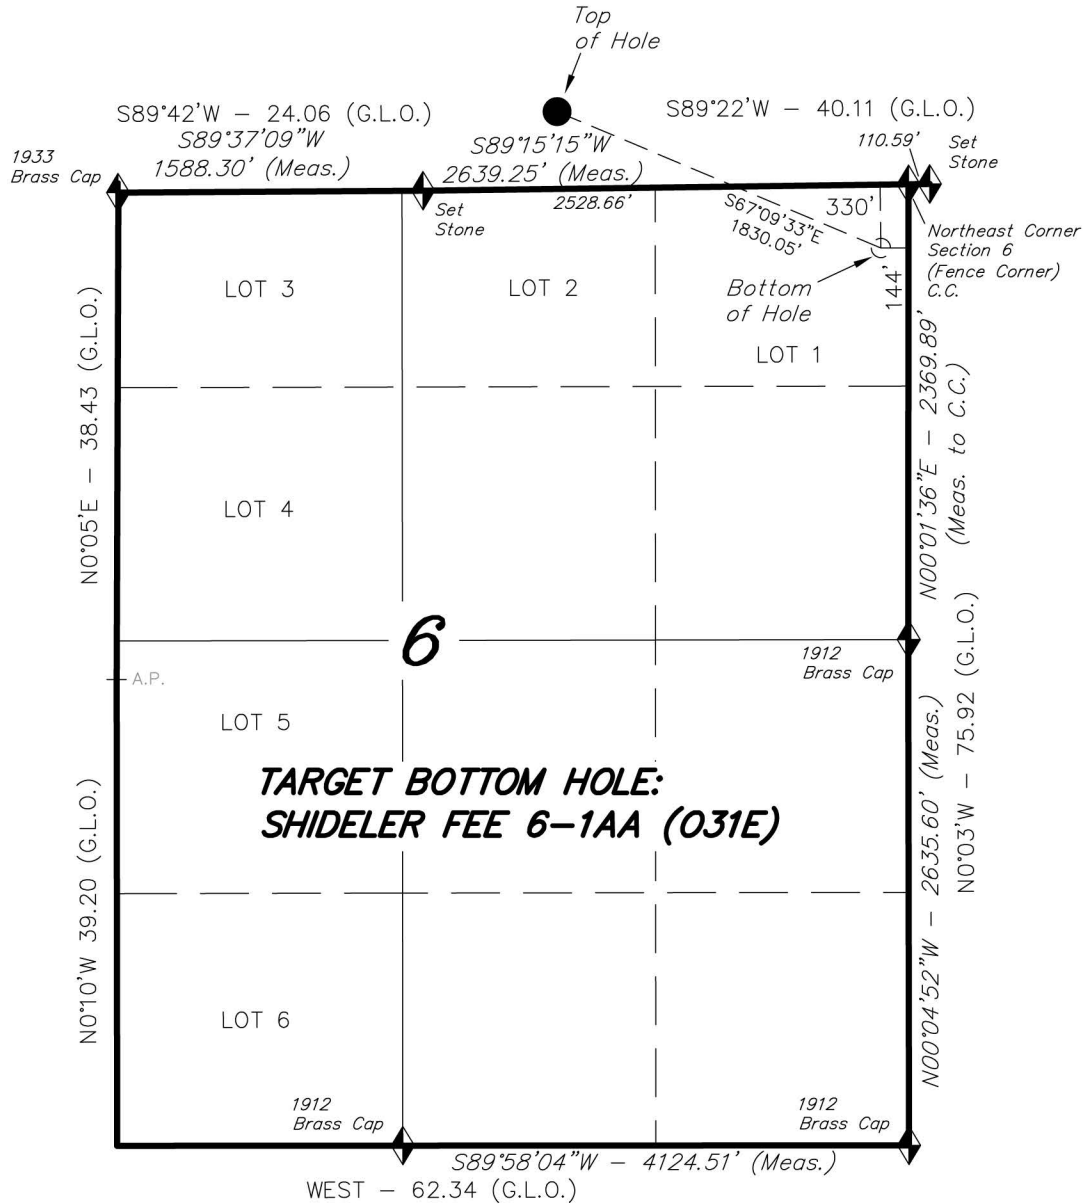 Top
of Hole
S89°42'W – 24.06 (G.L.O.)
S89°22'W – 40.11 (G.L.O.)
S89°37'09"W
1588.30' (Meas.)
S89°15'15"W
2639.25' (Meas.)
2528.66'
110.59'
Set
Stone
1933
Brass Cap
Set
Stone
S67°09'33"E
1830.05'
330'
144'
Northeast Corner
Section 6
(Fence Corner)
C.C.
Bottom
of Hole
LOT 3
LOT 2
LOT 1
N0°05'E – 38.43 (G.L.O.)
N00°01'36"E – 2369.89'
(Meas. to C.C.)
LOT 4
6
1912
Brass Cap
A.P.
LOT 5
TARGET BOTTOM HOLE:
SHIDELER FEE 6–1AA (O31E)
N0°10'W 39.20 (G.L.O.)
N00°04'52"W – 2635.60' (Meas.)
N0°03'W – 75.92 (G.L.O.)
LOT 6
1912
Brass Cap
1912
Brass Cap
S89°58'04"W – 4124.51' (Meas.)
WEST – 62.34 (G.L.O.)